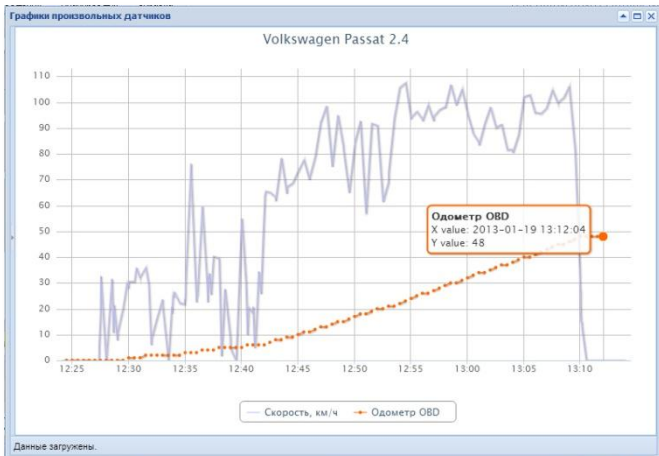 Графики произвольных датчиков
Volkswagen Passat 2.4
110
100
90
80
70
60
50
40
30
20
10
0
Одометр OBD
X value: 2013-01-19 13:12:04
Y value: 48
12:25 12:30 12:35 12:40 12:45 12:50 12:55 13:00 13:05 13:10
Скорость, км/ч Одометр OBD
Данные загружены.